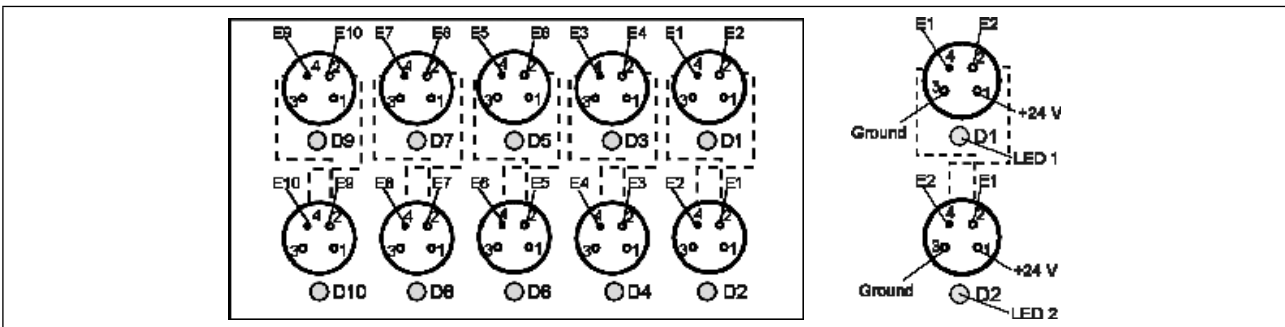 E9 E10 E7 E8 E5 E6 E3 E4 E1 E2
4 2 4 2 4 2 4 2 4 2
3 1 3 1 3 1 3 1 3 1
D9 D7 D5 D3 D1
E10 E9 E8 E7 E6 E5 E4 E3 E2 E1
4 2 4 2 4 2 4 2 4 2
3 1 3 1 3 1 3 1 3 1
D10 D8 D6 D4 D2
E1 E2
4 2
3 1
+24 V
Ground
D1
LED 1
E2 E1
4 2
3 1
+24 V
Ground
D2
LED 2